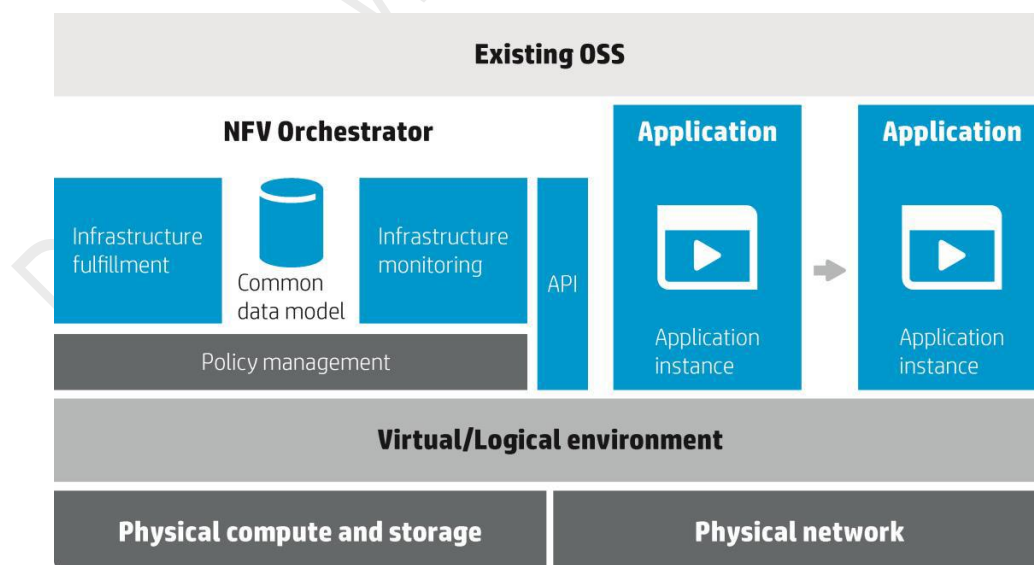 Existing OSS
NFV Orchestrator
Infrastructure
fulfillment
Common
data model
Infrastructure
monitoring
Policy management
API
Application
Application
instance
Application
Application
instance
Virtual/Logical environment
Physical compute and storage
Physical network